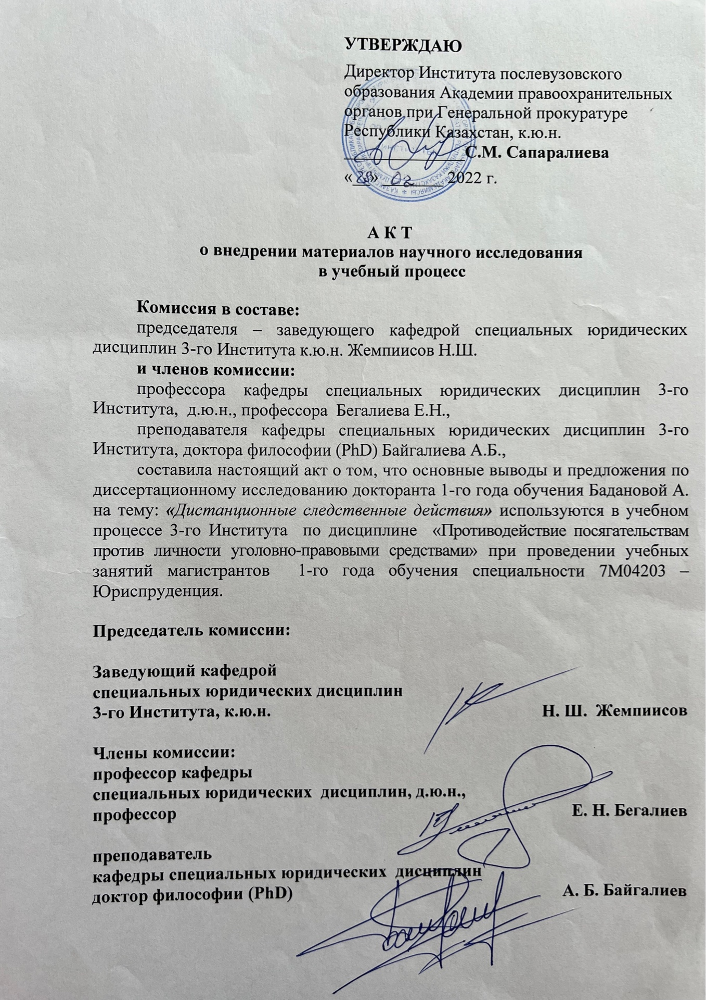 УТВЕРЖДАЮ
Директор Института послевузовского
образования Академии правоохранительных
органов при Генеральной прокуратуре
Республики Казахстан, к.ю.н.
С.М. Сапаралиева
«28» 02 2022 г.
А К Т
о внедрении материалов научного исследования
в учебный процесс
Комиссия в составе:
председателя – заведующего кафедрой специальных юридических
дисциплин 3-го Института к.ю.н. Жемпиисов Н.Ш.
и членов комиссии:
профессора кафедры специальных юридических дисциплин 3-го
Института, д.ю.н., профессора Бегалиева Е.Н.,
преподавателя кафедры специальных юридических дисциплин 3-го
Института, доктора философии (PhD) Байгалиева А.Б.,
составила настоящий акт о том, что основные выводы и предложения по
диссертационному исследованию докторанта 1-го года обучения Бадановой А.
на тему: «Дистанционные следственные действия» используются в учебном
процессе 3-го Института по дисциплине «Противодействие посягательствам
против личности уголовно-правовыми средствами» при проведении учебных
занятий магистрантов 1-го года обучения специальности 7М04203 –
Юриспруденция.
Председатель комиссии:
Заведующий кафедрой
специальных юридических дисциплин
3-го Института, к.ю.н.
Н. Ш. Жемпиисов
Члены комиссии:
профессор кафедры
специальных юридических дисциплин, д.ю.н.,
профессор
Е. Н. Бегалиев
преподаватель
кафедры специальных юридических дисциплин
доктор философии (PhD)
А. Б. Байгалиев